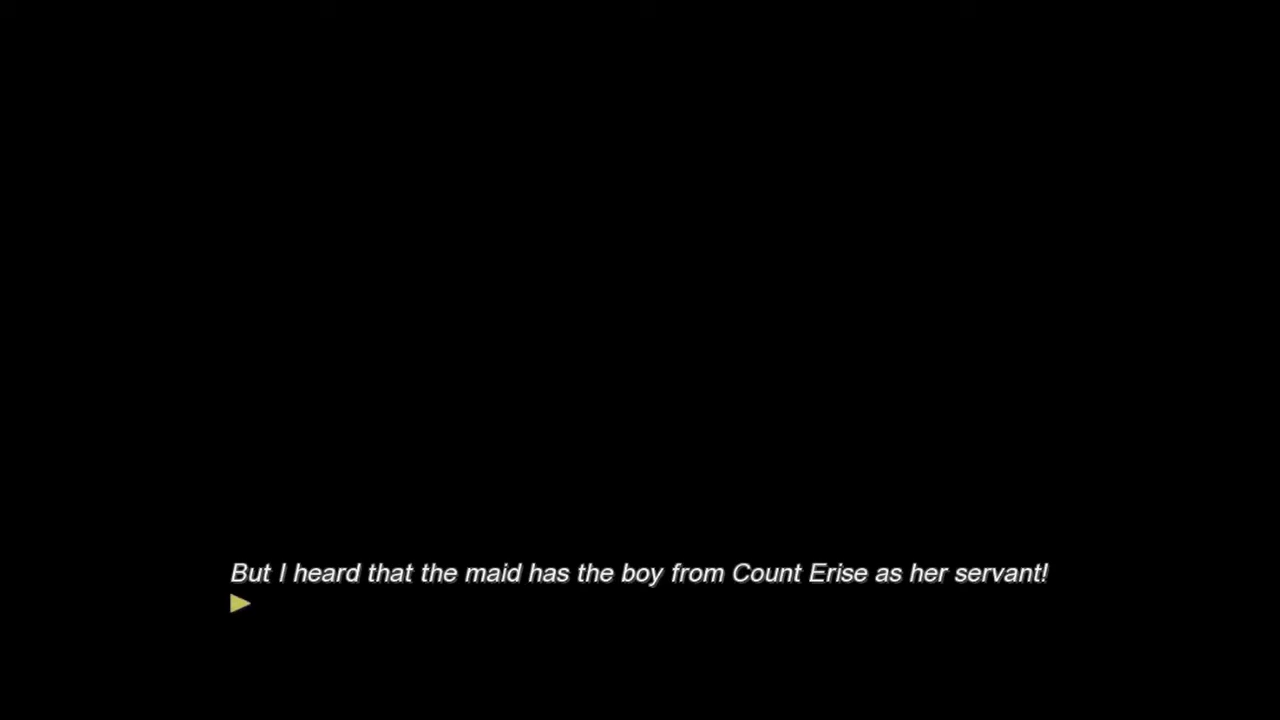 But I heard that the maid has the boy from Count Erise as her servant!